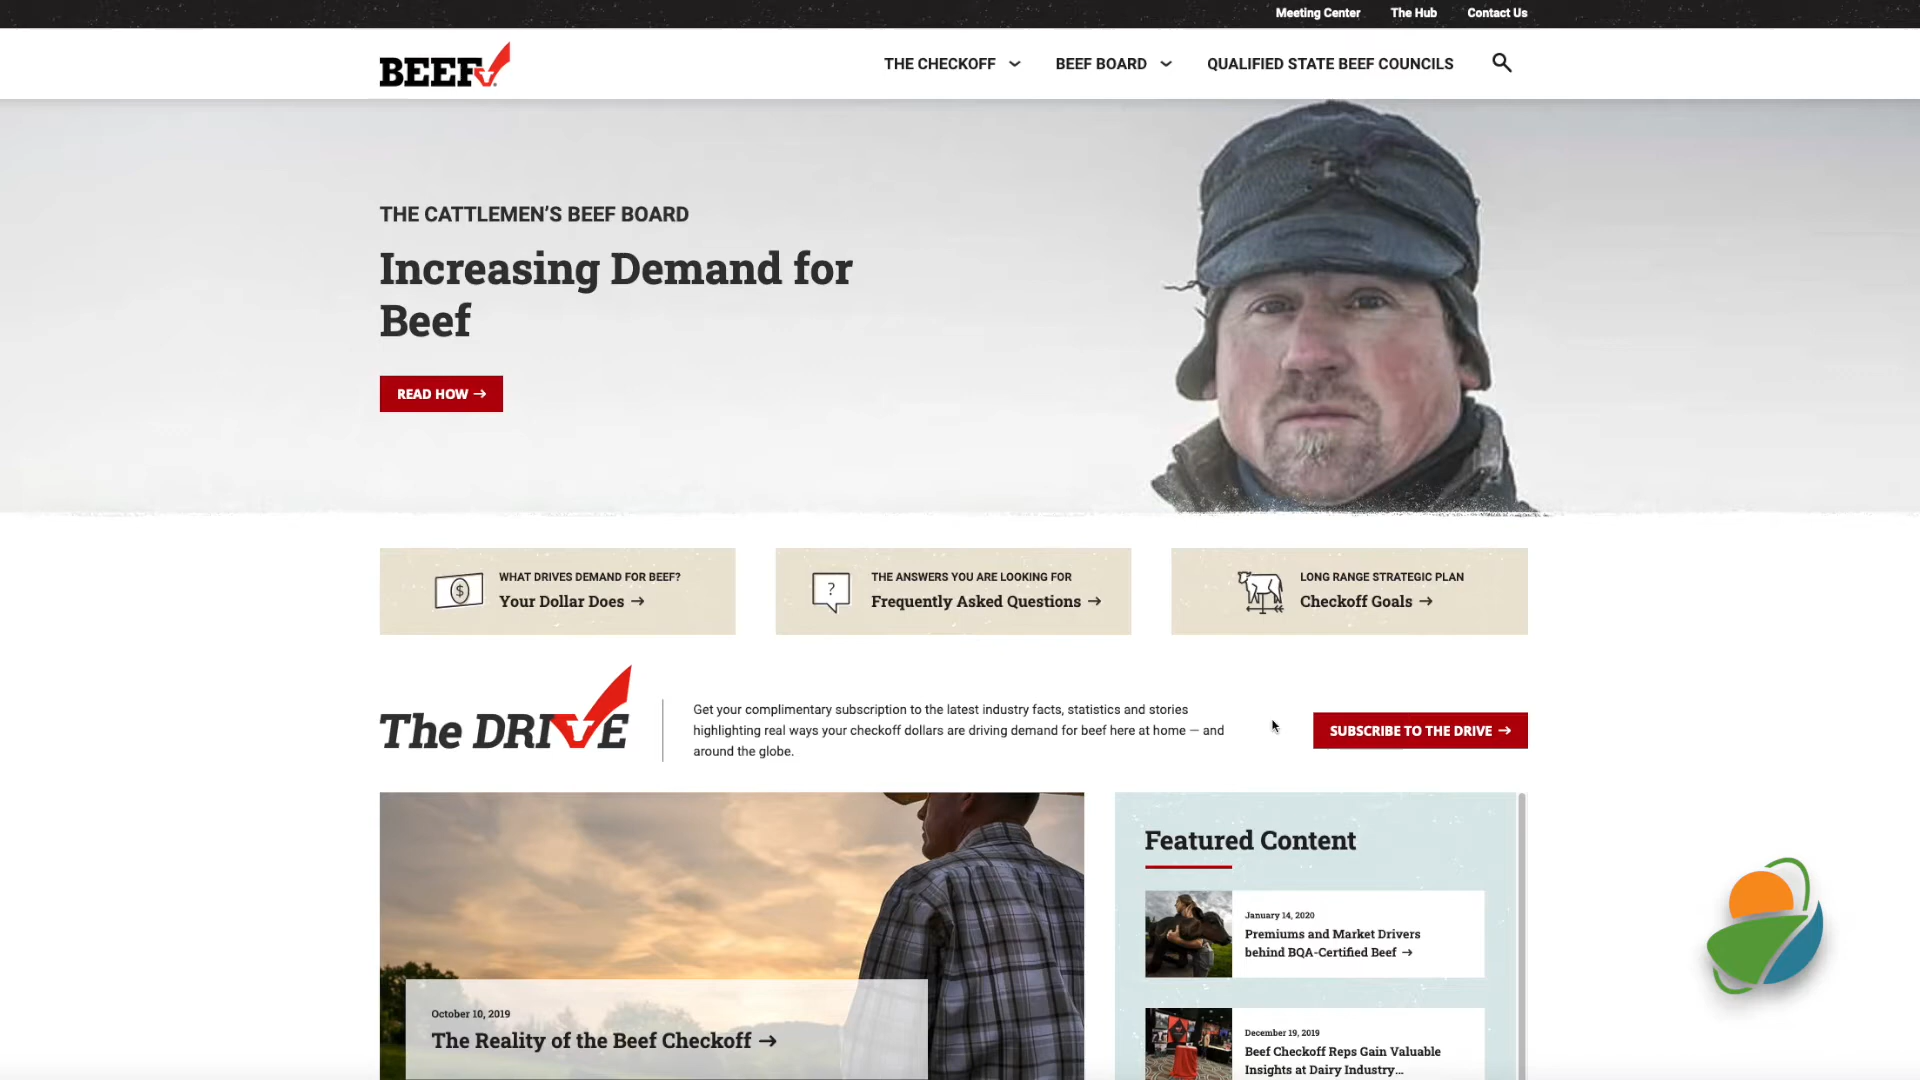 Meeting Center The Hub Contact Us
BEEF
THE CHECKOFF BEEF BOARD QUALIFIED STATE BEEF COUNCILS
THE CATTLEMEN'S BEEF BOARD
Increasing Demand for
Beef
READ HOW →
$ WHAT DRIVES DEMAND FOR BEEF?
Your Dollar Does →
? THE ANSWERS YOU ARE LOOKING FOR
Frequently Asked Questions →
LONG RANGE STRATEGIC PLAN
Checkoff Goals →
The DRIVE
Get your complimentary subscription to the latest industry facts, statistics and stories
highlighting real ways your checkoff dollars are driving demand for beef here at home — and
around the globe.
SUBSCRIBE TO THE DRIVE →
October 10, 2019
The Reality of the Beef Checkoff →
Featured Content
January 14, 2020
Premiums and Market Drivers
behind BQA-Certified Beef →
December 19, 2019
Beef Checkoff Reps Gain Valuable
Insights at Dairy Industry...